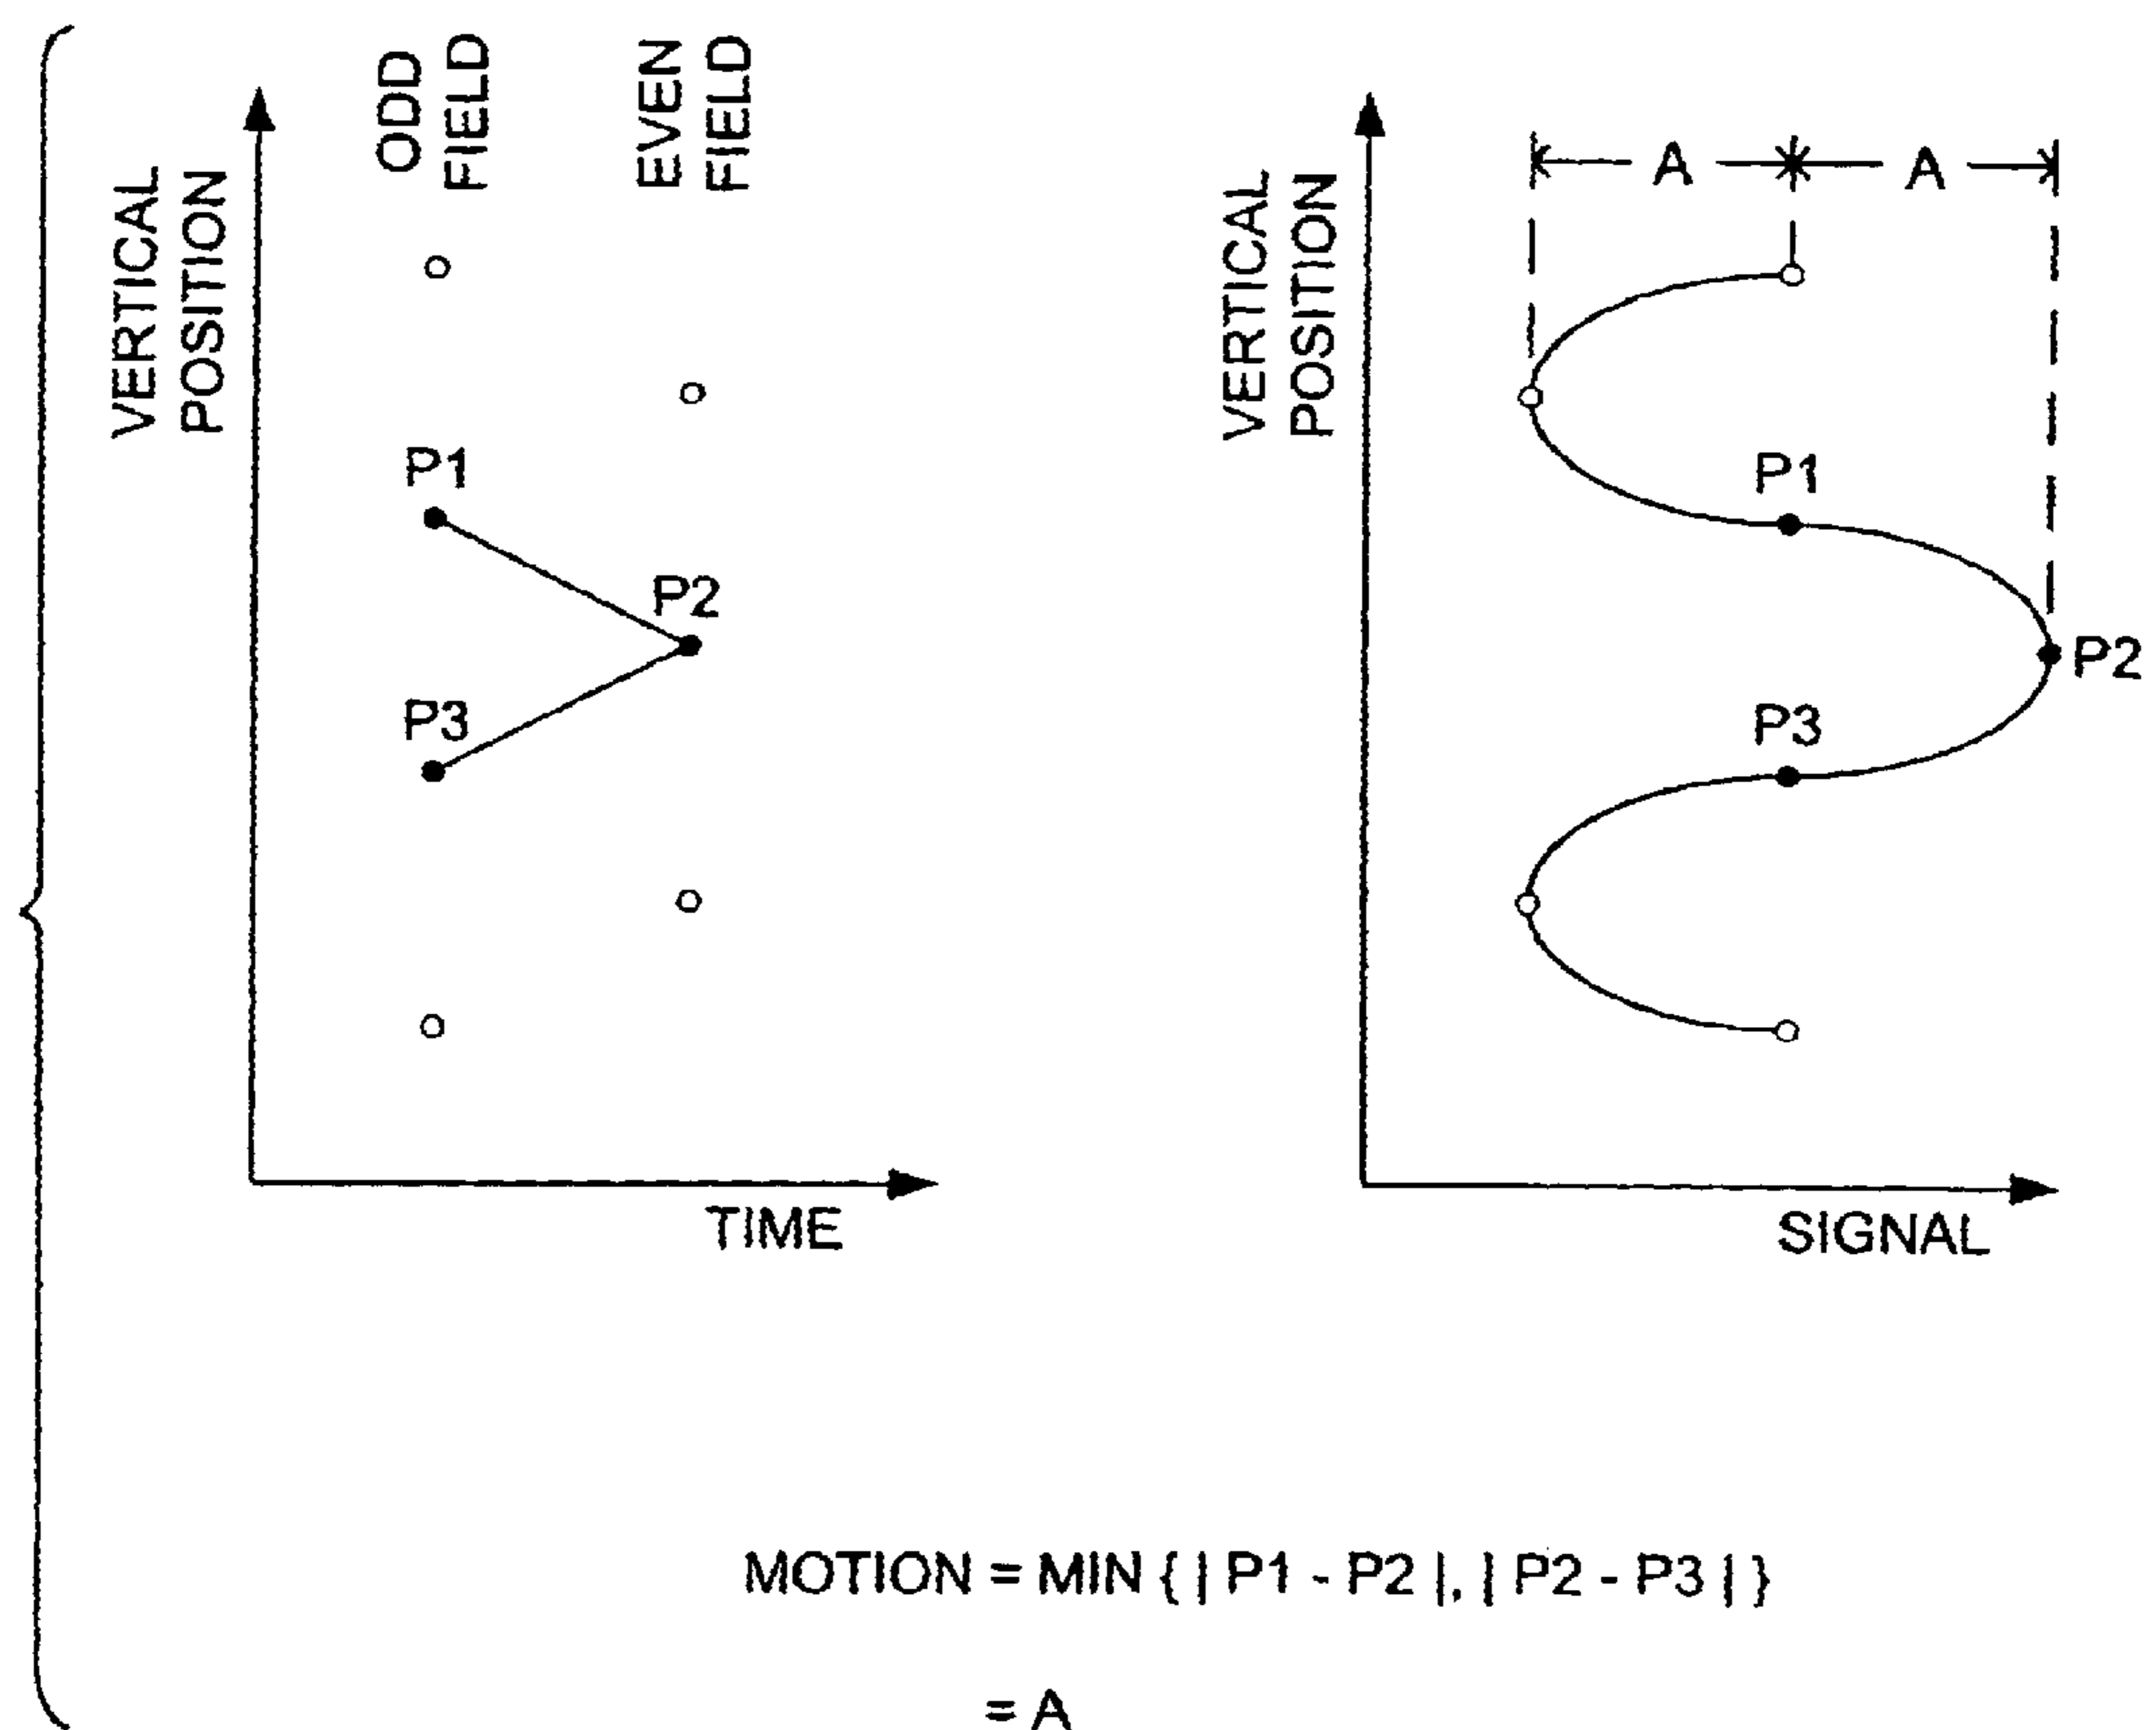 VERTICAL
POSITION
ODD
FIELD
EVEN
FIELD
P1
P2
P3
TIME
VERTICAL
POSITION
A
A
P1
P2
P3
SIGNAL
MOTION = MIN { | P1 - P2 |, | P2 - P3 | }
= A